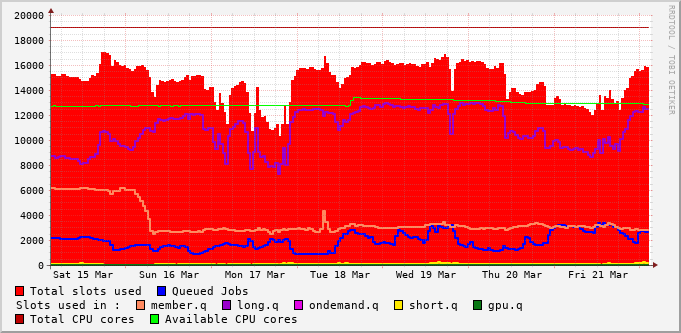 20000
18000
16000
14000
12000
10000
8000
6000
4000
2000
0
Sat 15 Mar Sun 16 Mar Mon 17 Mar Tue 18 Mar Wed 19 Mar Thu 20 Mar Fri 21 Mar
RRDTOOL / TOBI OETIKER
Total slots used Queued Jobs
Slots used in : member.q long.q ondemand.q short.q gpu.q
Total CPU cores Available CPU cores